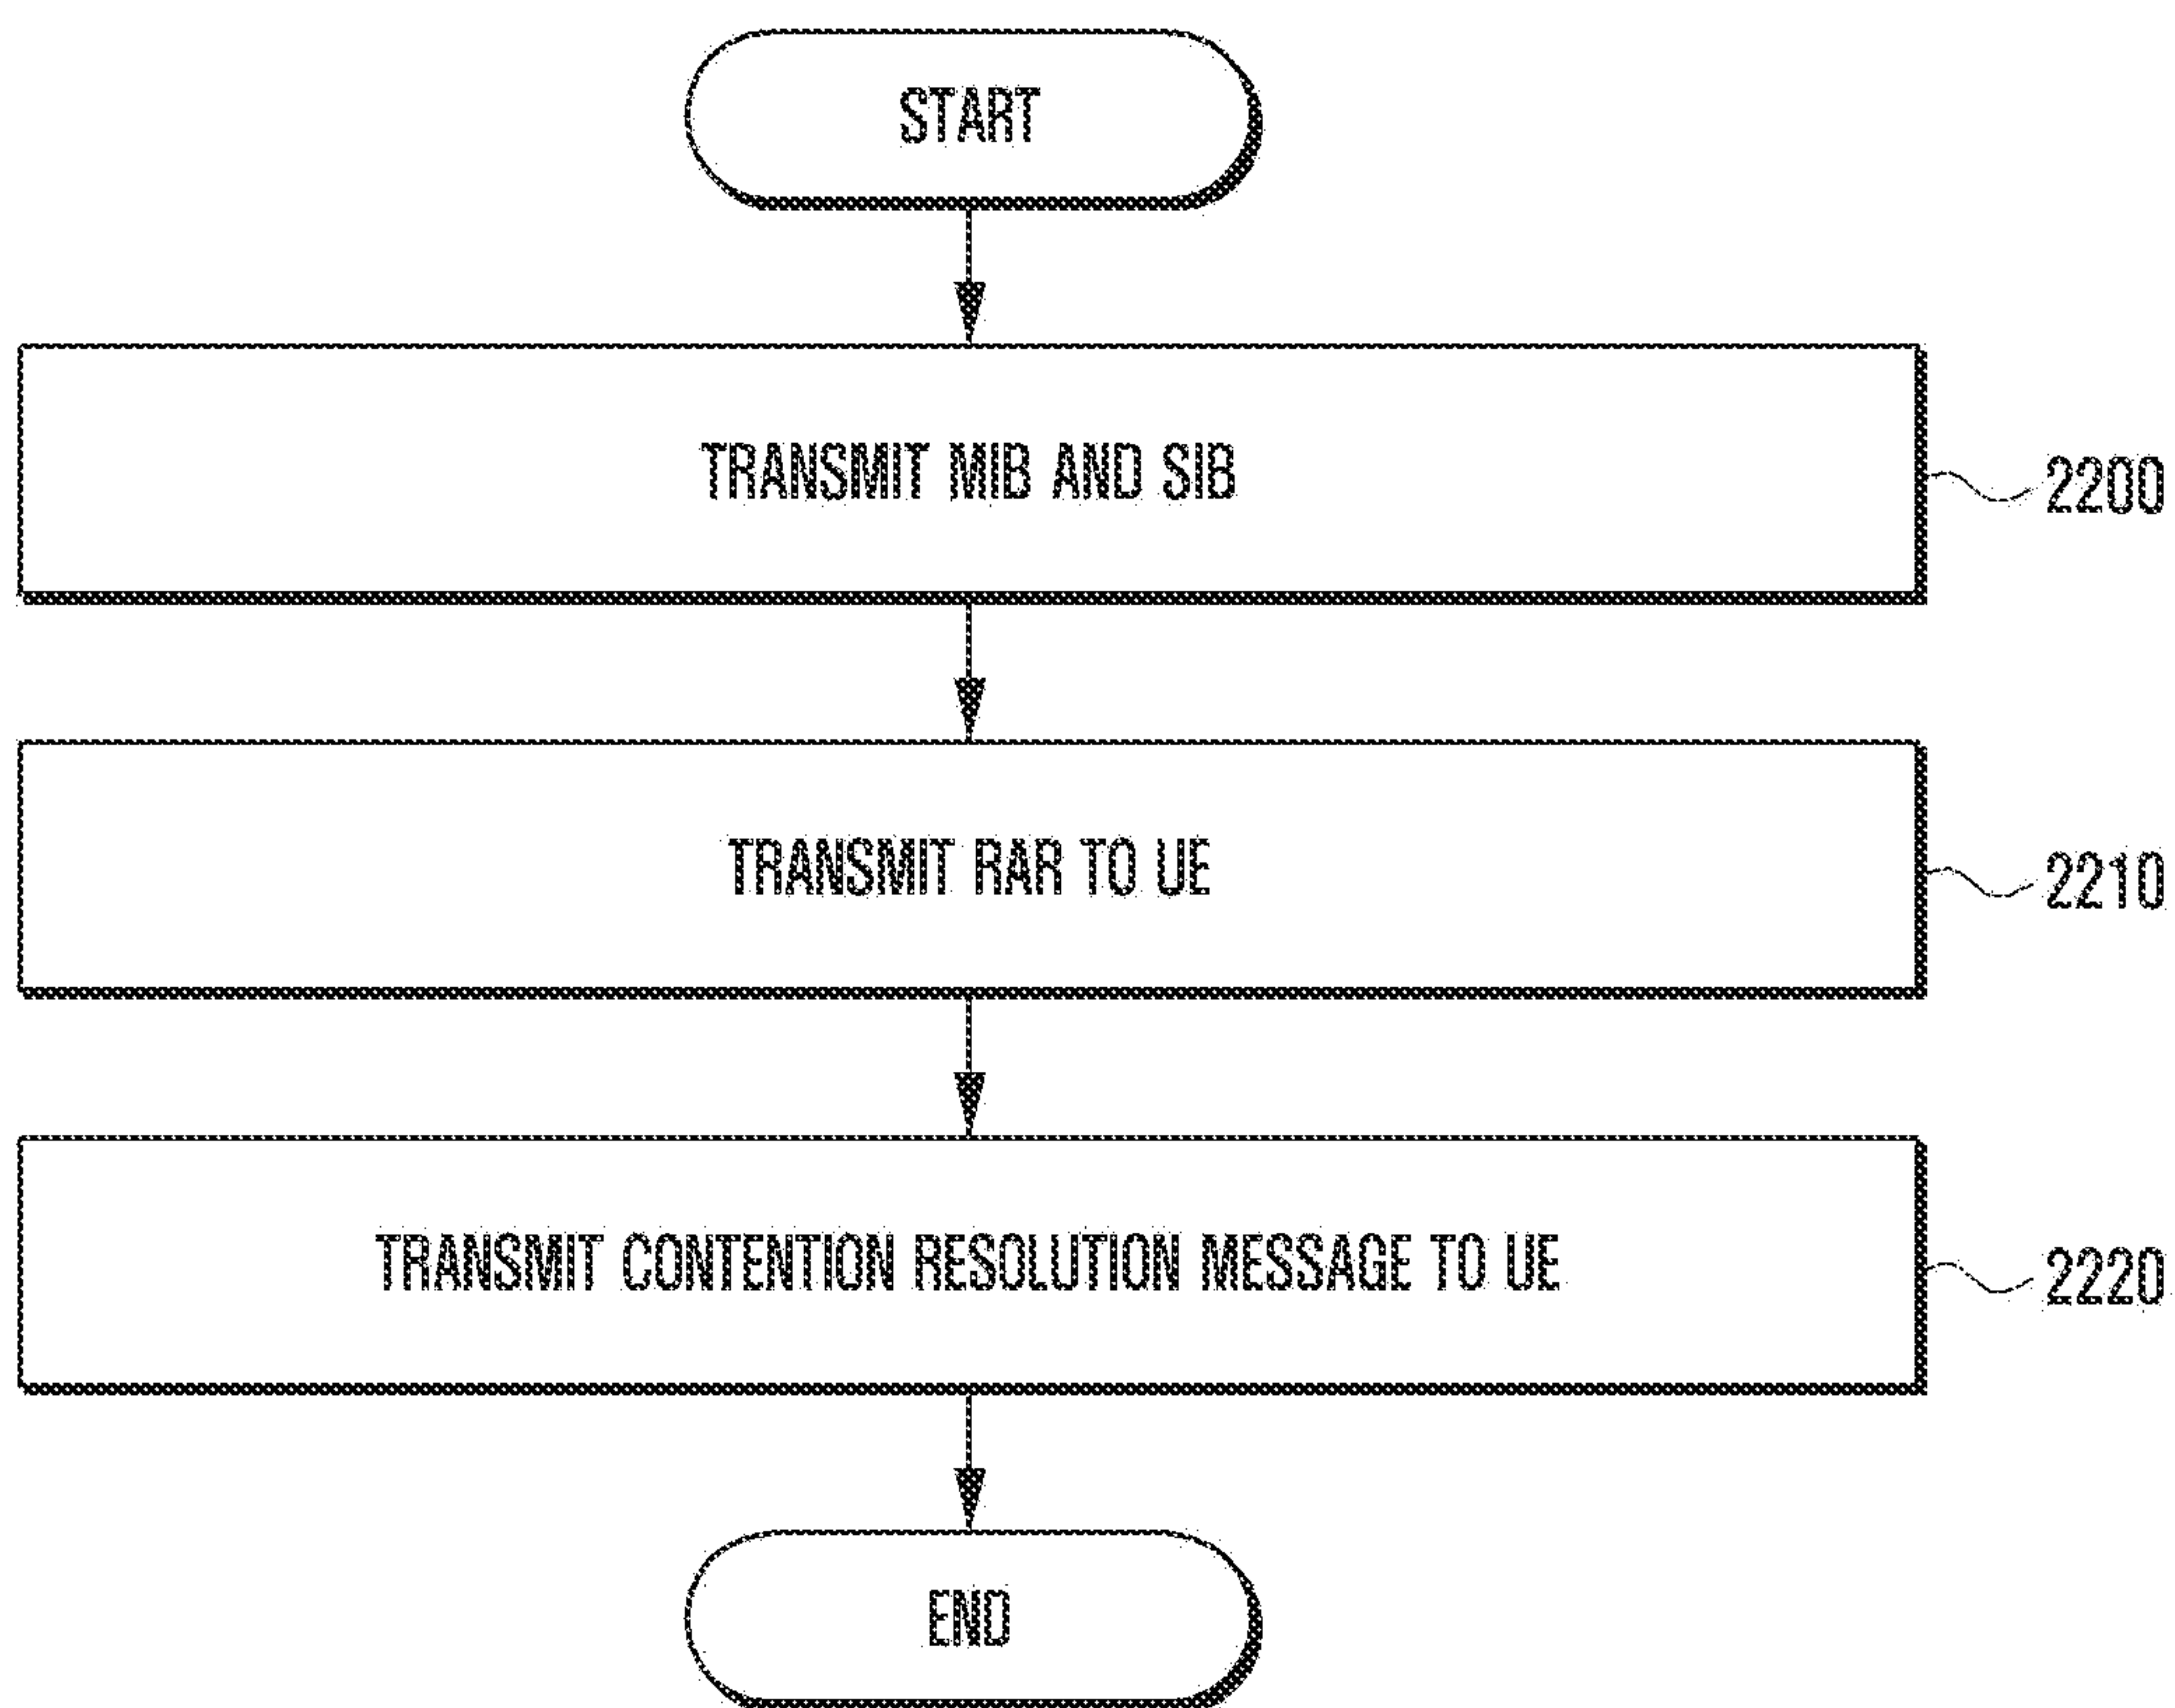 START
TRANSMIT MIB AND SIB
2200
TRANSMIT RAR TO UE
2210
TRANSMIT CONTENTION RESOLUTION MESSAGE TO UE
2220
END